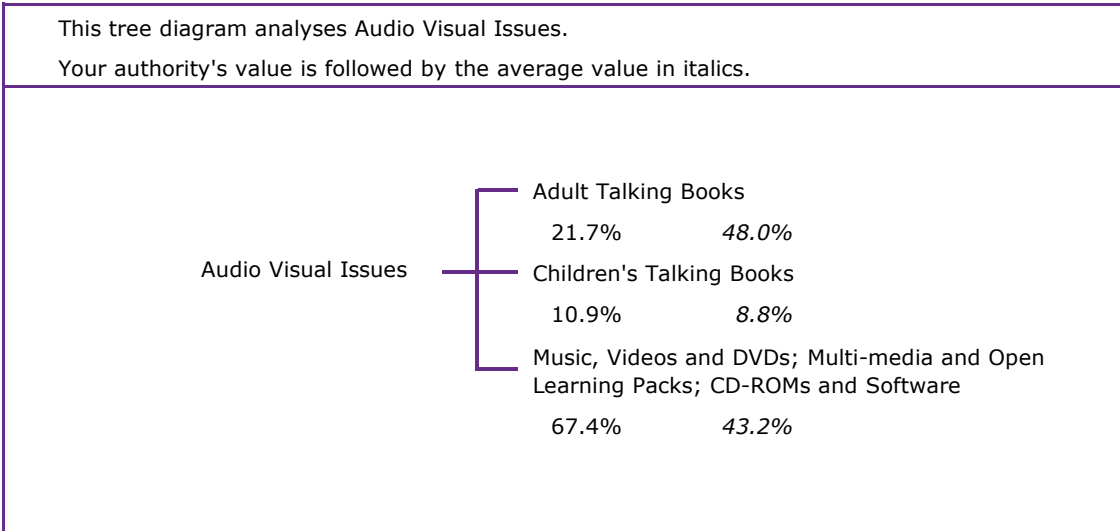 This tree diagram analyses Audio Visual Issues.
Your authority's value is followed by the average value in italics.
Adult Talking Books
21.7% 48.0%
Audio Visual Issues
Children's Talking Books
10.9% 8.8%
Music, Videos and DVDs; Multi-media and Open
Learning Packs; CD-ROMs and Software
67.4% 43.2%